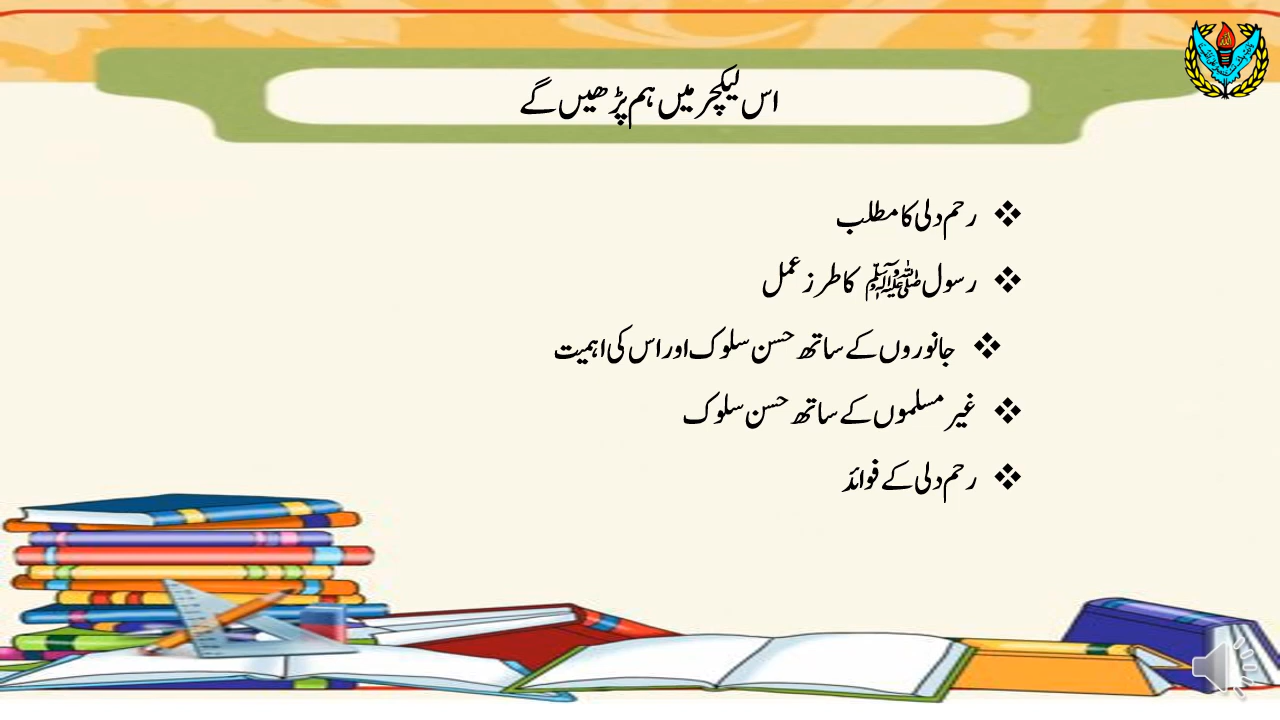 اس لیکچر میں ہم پڑھیں گے
❖ رحم دلی کا مطلب
❖ رسول ﷺ کا طرز عمل
❖ جانوروں کے ساتھ حسن سلوک اور اس کی اہمیت
❖ غیر مسلموں کے ساتھ حسن سلوک
❖ رحم دلی کے فوائد